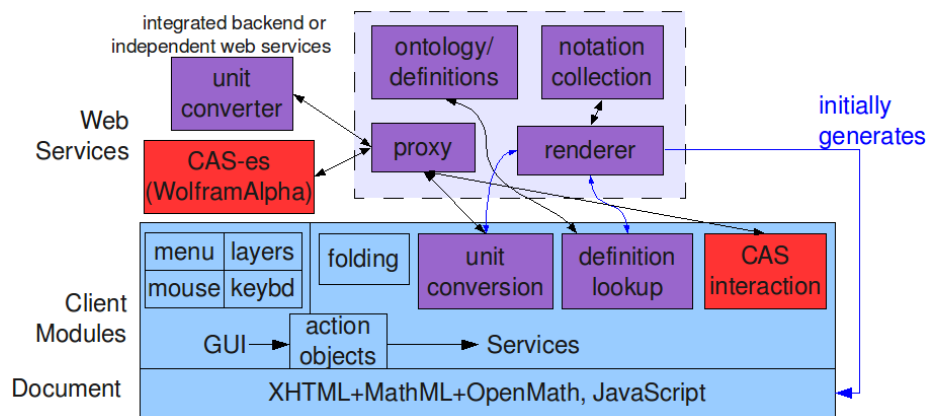 integrated backend or
independent web services
ontology/
definitions
notation
collection
unit
converter
initially
generates
Web
Services
proxy
renderer
CAS-es
(WolframAlpha)
menu
layers
mouse
keybd
folding
unit
conversion
definition
lookup
CAS
interaction
Client
Modules
GUI
action
objects
Services
Document
XHTML+MathML+OpenMath, JavaScript